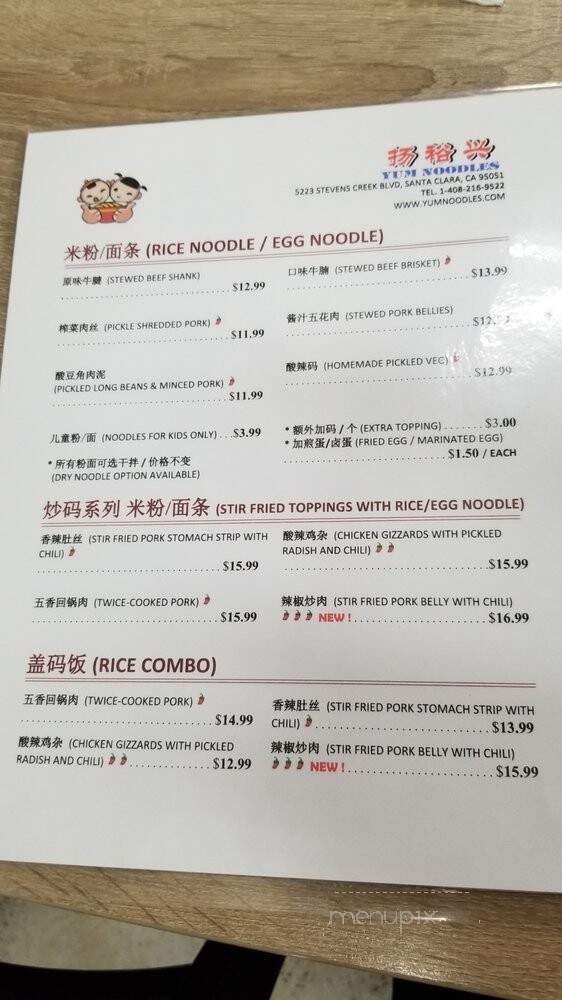 扬裕兴
YUM NOODLES
5223 STEVENS CREEK BLVD, SANTA CLARA, CA 95051
TEL. 1-408-216-9522
WWW.YUMNOODLES.COM
米粉/面条 (RICE NOODLE / EGG NOODLE)
原味牛腱 (STEWED BEEF SHANK)
$12.99
口味牛腩 (STEWED BEEF BRISKET)
$13.99
榨菜肉丝 (PICKLE SHREDDED PORK)
$11.99
酱汁五花肉 (STEWED PORK BELLIES)
酸豆角肉泥
(PICKLED LONG BEANS & MINCED PORK)
$11.99
酸辣码 (HOMEMADE PICKLED VEC)
$12.99
儿童粉/面 (NOODLES FOR KIDS ONLY) ...$3.99
* 所有粉面可选干拌 / 价格不变
(DRY NOODLE OPTION AVAILABLE)
* 额外加码 / 个 (EXTRA TOPPING) ....... $3.00
* 加煎蛋/卤蛋 (FRIED EGG / MARINATED EGG)
$1.50 / EACH
炒码系列 米粉/面条 (STIR FRIED TOPPINGS WITH RICE/EGG NOODLE)
香辣肚丝 (STIR FRIED PORK STOMACH STRIP WITH
CHILI)
$15.99
酸辣鸡杂 (CHICKEN GIZZARDS WITH PICKLED
RADISH AND CHILI)
$15.99
五香回锅肉 (TWICE-COOKED PORK)
$15.99
辣椒炒肉 (STIR FRIED PORK BELLY WITH CHILI)
NEW ! $16.99
盖码饭 (RICE COMBO)
五香回锅肉 (TWICE-COOKED PORK)
$14.99
香辣肚丝 (STIR FRIED PORK STOMACH STRIP WITH
CHILI) $13.99
酸辣鸡杂 (CHICKEN GIZZARDS WITH PICKLED
RADISH AND CHILI) $12.99
辣椒炒肉 (STIR FRIED PORK BELLY WITH CHILI)
NEW ! $15.99
menupix